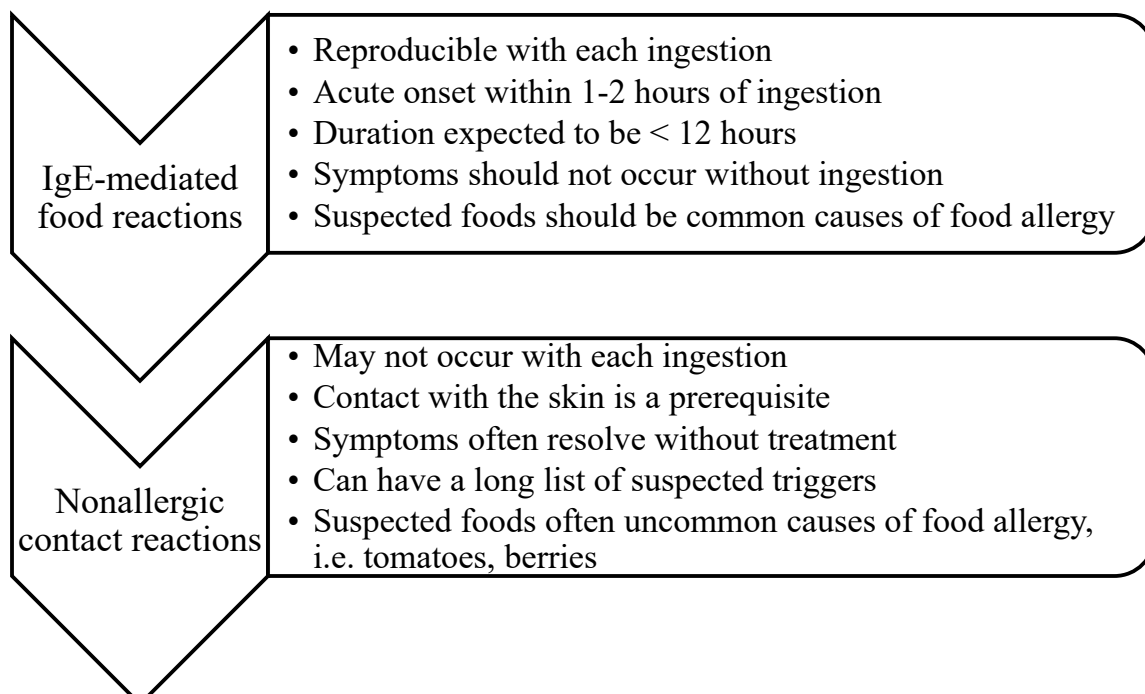 IgE-mediated
food reactions
• Reproducible with each ingestion
• Acute onset within 1-2 hours of ingestion
• Duration expected to be < 12 hours
• Symptoms should not occur without ingestion
• Suspected foods should be common causes of food allergy
Nonallergic
contact reactions
• May not occur with each ingestion
• Contact with the skin is a prerequisite
• Symptoms often resolve without treatment
• Can have a long list of suspected triggers
• Suspected foods often uncommon causes of food allergy,
i.e. tomatoes, berries